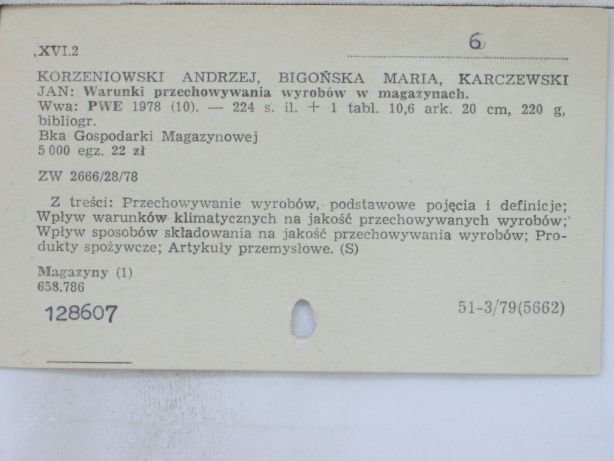 XVI.2
6
KORZENIOWSKI ANDRZEJ, BIGOŃSKA MARIA, KARCZEWSKI
JAN: Warunki przechowywania wyrobów w magazynach.
Wwa: PWE 1978 (10). — 224 s. il. + 1 tabl. 10,6 ark. 20 cm, 220 g,
bibliogr.
Bka Gospodarki Magazynowej
5 000 egz. 22 zł
ZW 2666/28/78
Z treści: Przechowywanie wyrobów, podstawowe pojęcia i definicje;
Wpływ warunków klimatycznych na jakość przechowywanych wyrobów;
Wpływ sposobów składowania na jakość przechowywania wyrobów; Pro-
dukty spożywcze; Artykuły przemysłowe. (S)
Magazyny (1)
658.786
128607
51-3/79(5662)